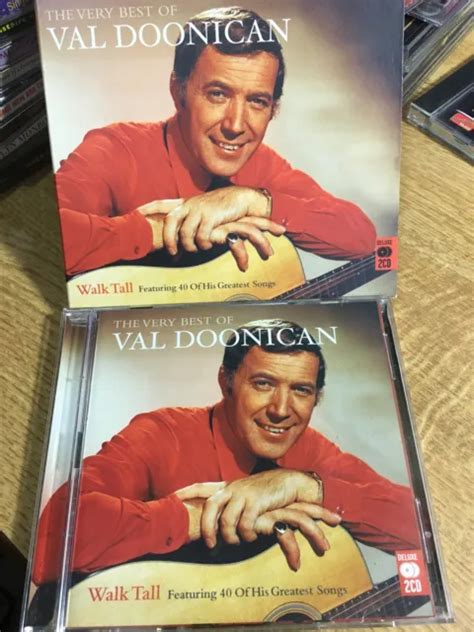 THE VERY BEST OF
VAL DOONICAN
DELUXE
2CD
Walk Tall Featuring 40 Of His Greatest Songs
THE VERY BEST OF
VAL DOONICAN
DELUXE
2CD
Walk Tall Featuring 40 Of His Greatest Songs